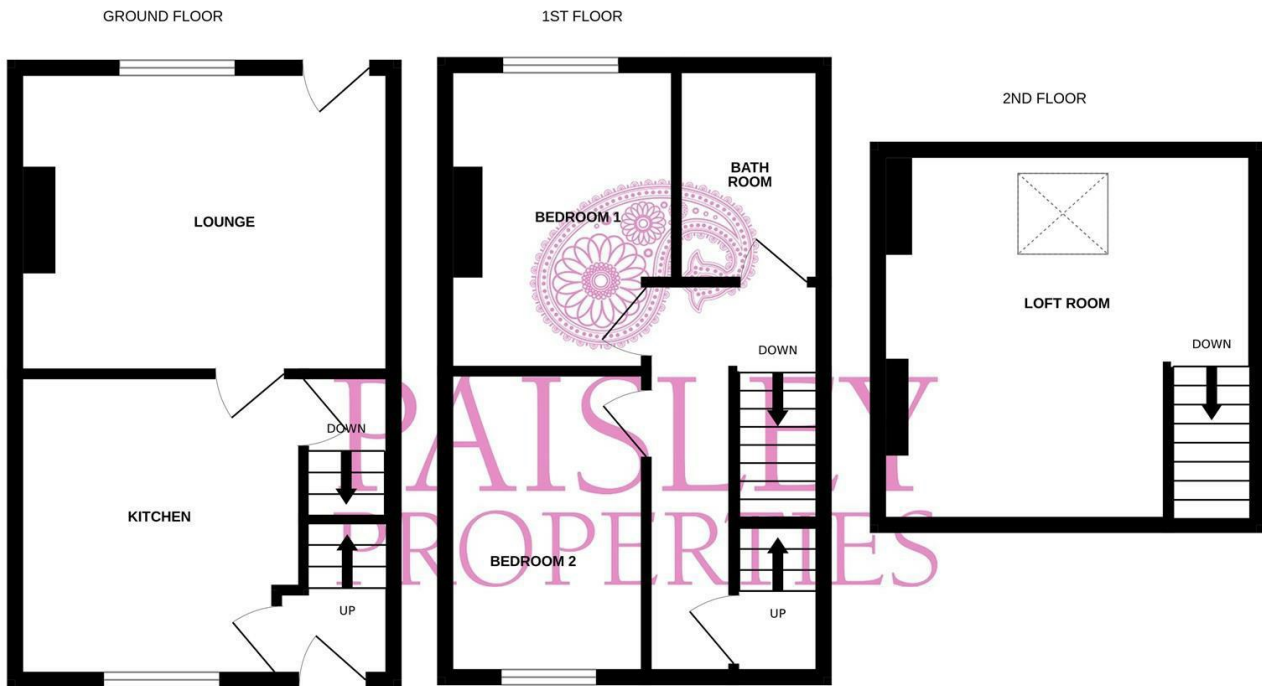 GROUND FLOOR
LOUNGE
KITCHEN
DOWN
UP
1ST FLOOR
BEDROOM 1
BATH
ROOM
DOWN
BEDROOM 2
UP
2ND FLOOR
LOFT ROOM
DOWN
PAISLEY
PROPERTIES